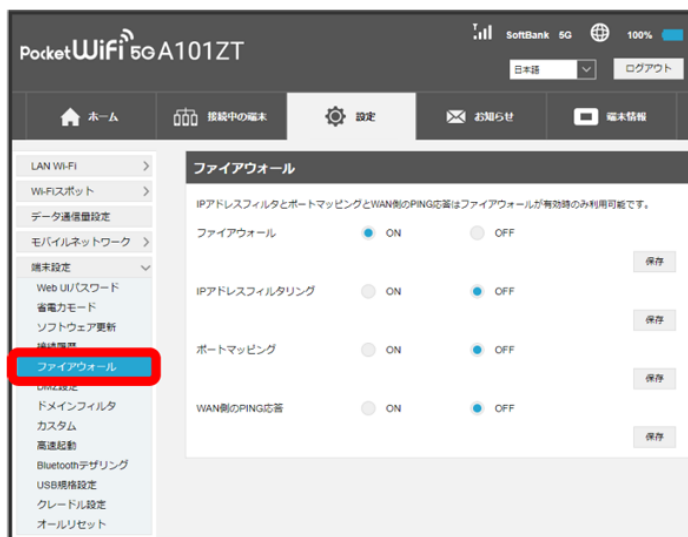 Pocket WiFi 5G A101ZT
SoftBank 5G 100%
日本語 ログアウト
ホーム 接続中の端末 設定 お知らせ 端末情報
LAN Wi-Fi
Wi-Fiスポット
データ通信量設定
モバイルネットワーク
端末設定
Web UIパスワード
省電力モード
ソフトウェア更新
接続履歴
ファイアウォール
DMZ設定
ドメインフィルタ
カスタム
高速起動
Bluetoothテザリング
USB規格設定
クレードル設定
オールリセット
ファイアウォール
IPアドレスフィルタとポートマッピングとWAN側のPING応答はファイアウォールが有効時のみ利用可能です。
ファイアウォール ON OFF
保存
IPアドレスフィルタリング ON OFF
保存
ポートマッピング ON OFF
保存
WAN側のPING応答 ON OFF
保存